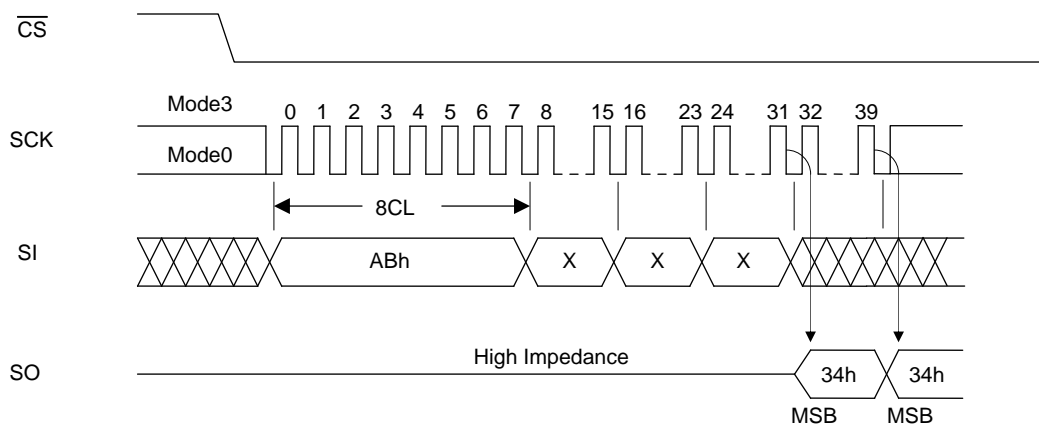 CS
Mode3
0 1 2 3 4 5 6 7 8 15 16 23 24 31 32 39
SCK
Mode0
8CL
SI
ABh X X X
High Impedance
SO
34h 34h
MSB MSB